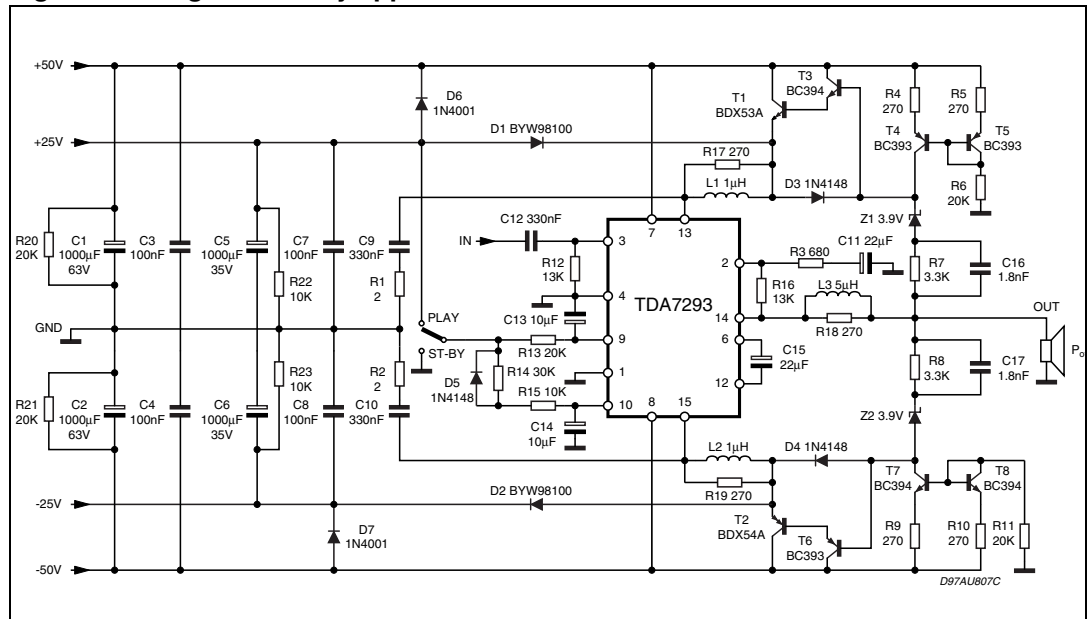 +50V
D6
1N4001
T3
BC394
T1
BDX53A
R4
270
R5
270
T4
BC393
T5
BC393
+25V
D1 BYW98100
R17 270
L1 1µH
D3 1N4148
R6
20K
Z1 3.9V
R20
20K
C1
1000µF
63V
C3
100nF
C5
1000µF
35V
R22
10K
C7
100nF
C9
330nF
R1
2
C12 330nF
IN
R12
13K
3
7
13
2
R3 680
C11 22µF
R16
13K
L3 5µH
R7
3.3K
C16
1.8nF
TDA7293
4
14
R18 270
OUT
Po
GND
PLAY
ST-BY
C13 10µF
R13 20K
9
6
C15
22µF
12
D5
1N4148
R14 30K
R15 10K
1
10
8
15
C14
10µF
R8
3.3K
C17
1.8nF
Z2 3.9V
R21
20K
C2
1000µF
63V
C4
100nF
C6
1000µF
35V
R23
10K
C8
100nF
R2
2
C10
330nF
L2 1µH
D4 1N4148
R19 270
T7
BC394
T8
BC394
-25V
D2 BYW98100
D7
1N4001
T2
BDX54A
T6
BC393
R9
270
R10
270
R11
20K
-50V
D97AU807C